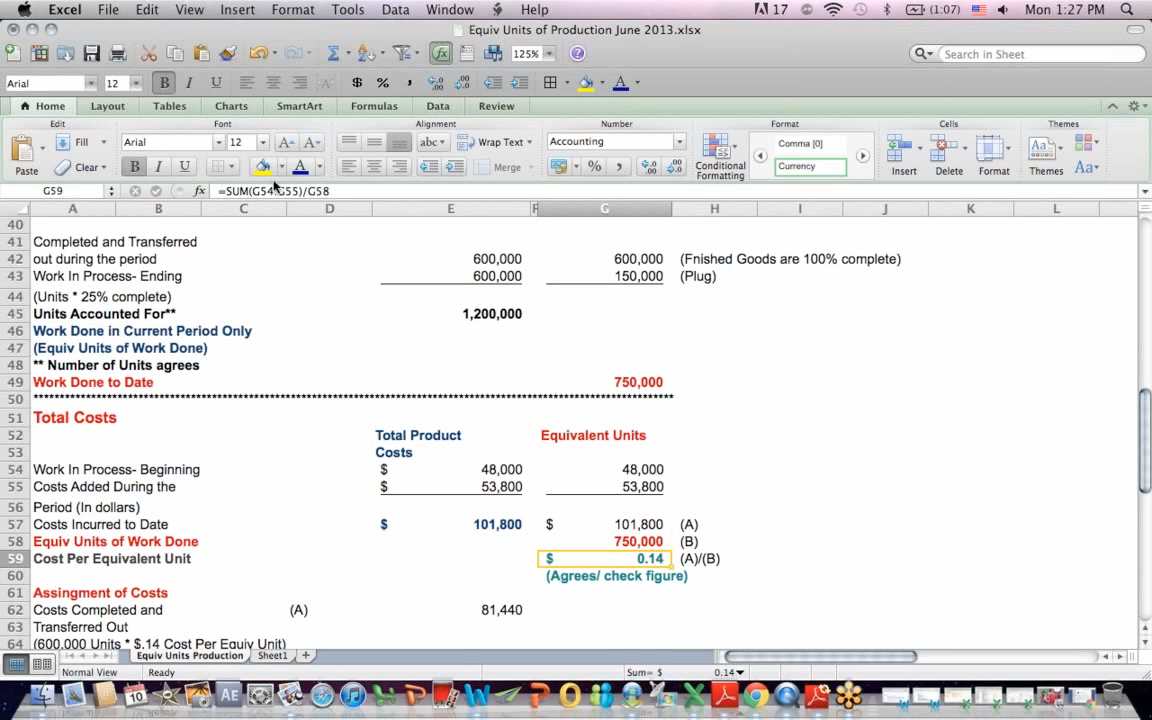 Excel File Edit View Insert Format Tools Data Window Help 17 (1:07) Mon 1:27 PM
Equiv Units of Production June 2013.xlsx
125% Search in Sheet
Arial 12 B I U $ %
Home Layout Tables Charts SmartArt Formulas Data Review
Edit Font Alignment Number Format Cells Themes
Fill Arial 12 A A abc Wrap Text Accounting Comma [0]
Paste Clear B I U A Merge % Conditional Formatting Currency Insert Delete Format Themes Aa
G59 fx =SUM(G54:G55)/G58
A B C D E F G H I J K L
40
41 Completed and Transferred
42 out during the period 600,000 600,000 (Fnished Goods are 100% complete)
43 Work In Process- Ending 600,000 150,000 (Plug)
44 (Units * 25% complete)
45 Units Accounted For** 1,200,000
46 Work Done in Current Period Only
47 (Equiv Units of Work Done)
48 ** Number of Units agrees
49 Work Done to Date 750,000
50 ********************************************************************************************************************************
51 Total Costs
52 Total Product Equivalent Units
53 Costs
54 Work In Process- Beginning $ 48,000 48,000
55 Costs Added During the $ 53,800 53,800
56 Period (In dollars)
57 Costs Incurred to Date $ 101,800 $ 101,800 (A)
58 Equiv Units of Work Done 750,000 (B)
59 Cost Per Equivalent Unit $ 0.14 (A)/(B)
60 (Agrees/ check figure)
61 Assingment of Costs
62 Costs Completed and (A) 81,440
63 Transferred Out
64 (600,000 Units * $.14 Cost Per Equiv Unit)
Equiv Units Production Sheet1 +
Normal View Ready Sum= $ 0.14
10 AE W P O X